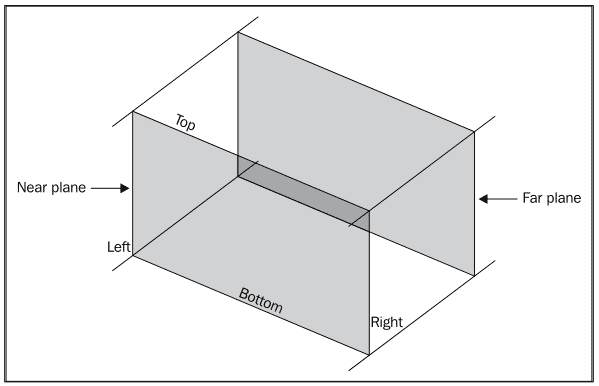 Top
Near plane
Far plane
Left
Bottom
Right